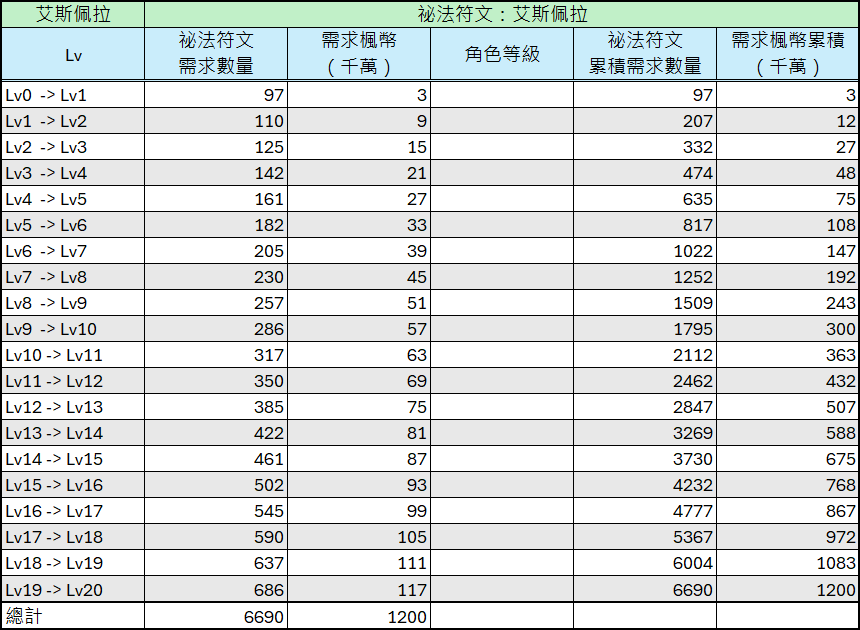 艾斯佩拉 祕法符文：艾斯佩拉
Lv 祕法符文 需求數量 需求楓幣 （千萬） 角色等級 祕法符文 累積需求數量 需求楓幣累積 （千萬）
Lv0 -> Lv1 97 3 97 3
Lv1 -> Lv2 110 9 207 12
Lv2 -> Lv3 125 15 332 27
Lv3 -> Lv4 142 21 474 48
Lv4 -> Lv5 161 27 635 75
Lv5 -> Lv6 182 33 817 108
Lv6 -> Lv7 205 39 1022 147
Lv7 -> Lv8 230 45 1252 192
Lv8 -> Lv9 257 51 1509 243
Lv9 -> Lv10 286 57 1795 300
Lv10 -> Lv11 317 63 2112 363
Lv11 -> Lv12 350 69 2462 432
Lv12 -> Lv13 385 75 2847 507
Lv13 -> Lv14 422 81 3269 588
Lv14 -> Lv15 461 87 3730 675
Lv15 -> Lv16 502 93 4232 768
Lv16 -> Lv17 545 99 4777 867
Lv17 -> Lv18 590 105 5367 972
Lv18 -> Lv19 637 111 6004 1083
Lv19 -> Lv20 686 117 6690 1200
總計 6690 1200